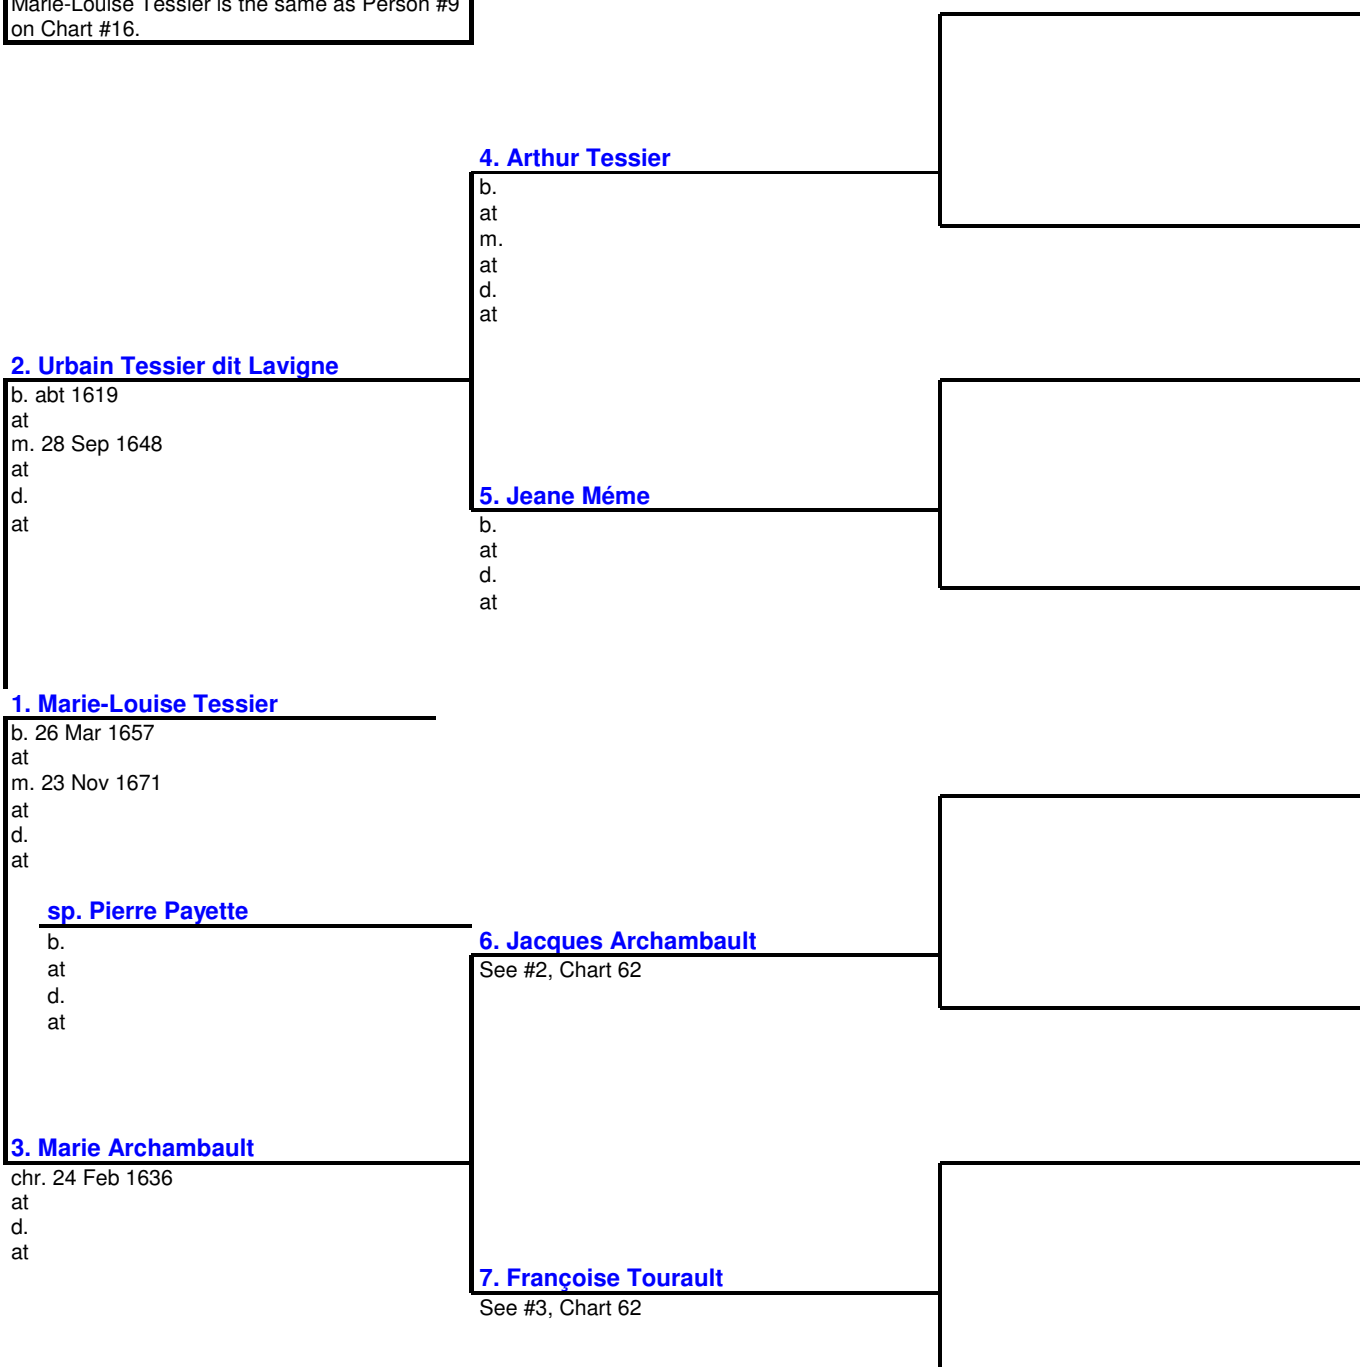 Marie-Louise Tessier is the same as Person #9
on Chart #16.
4. Arthur Tessier
b.
at
m.
at
d.
at
2. Urbain Tessier dit Lavigne
b. abt 1619
at
m. 28 Sep 1648
at
d.
at
5. Jeane Méme
b.
at
d.
at
1. Marie-Louise Tessier
b. 26 Mar 1657
at
m. 23 Nov 1671
at
d.
at
sp. Pierre Payette
b.
at
d.
at
6. Jacques Archambault
See #2, Chart 62
3. Marie Archambault
chr. 24 Feb 1636
at
d.
at
7. Françoise Tourault
See #3, Chart 62